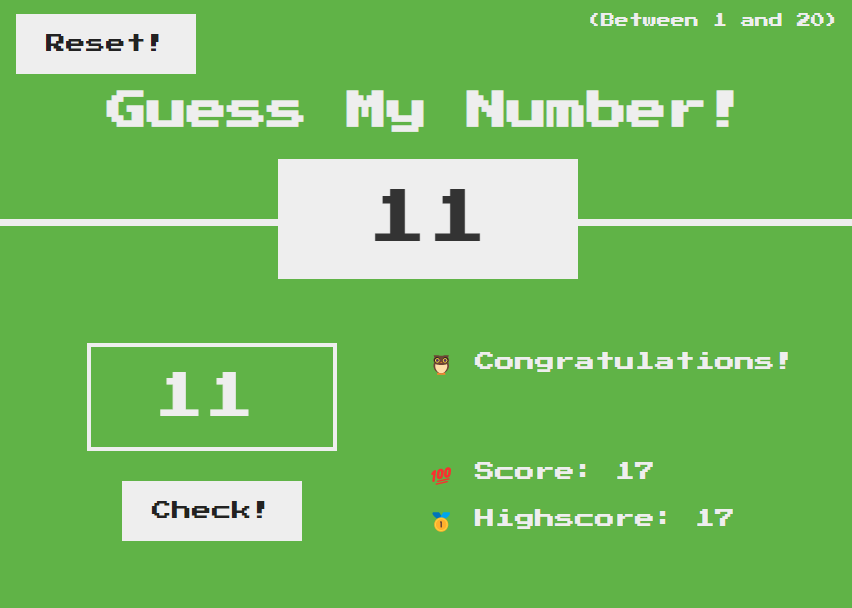 Reset!
(Between 1 and 20)
Guess My Number!
11
11
Check!
Congratulations!
💯 Score: 17
🥇 Highscore: 17